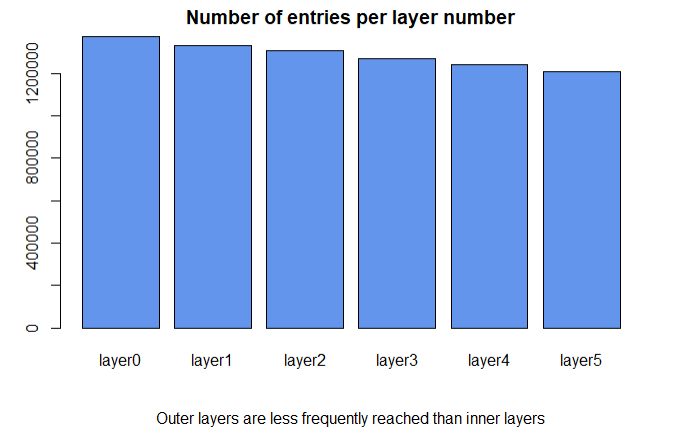 Number of entries per layer number
1200000
800000
400000
0
layer0 layer1 layer2 layer3 layer4 layer5
Outer layers are less frequently reached than inner layers